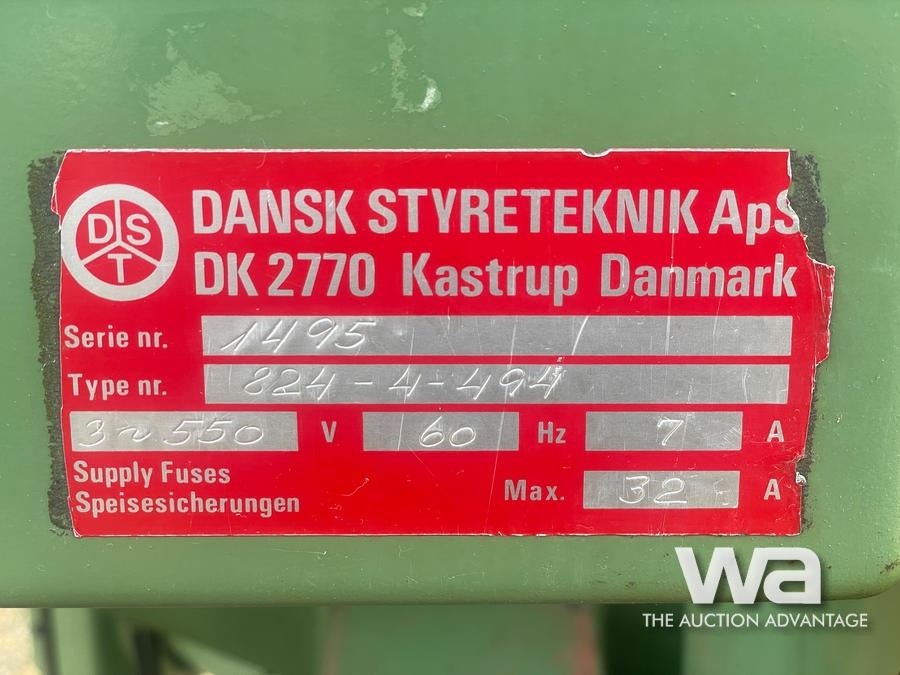 DST
DANSK STYRETEKNIK ApS
DK 2770 Kastrup Danmark
Serie nr. 1495
Type nr. 824-4-494
3~550 V 60 Hz 7 A
Supply Fuses
Speisesicherungen Max. 32 A
wa
THE AUCTION ADVANTAGE